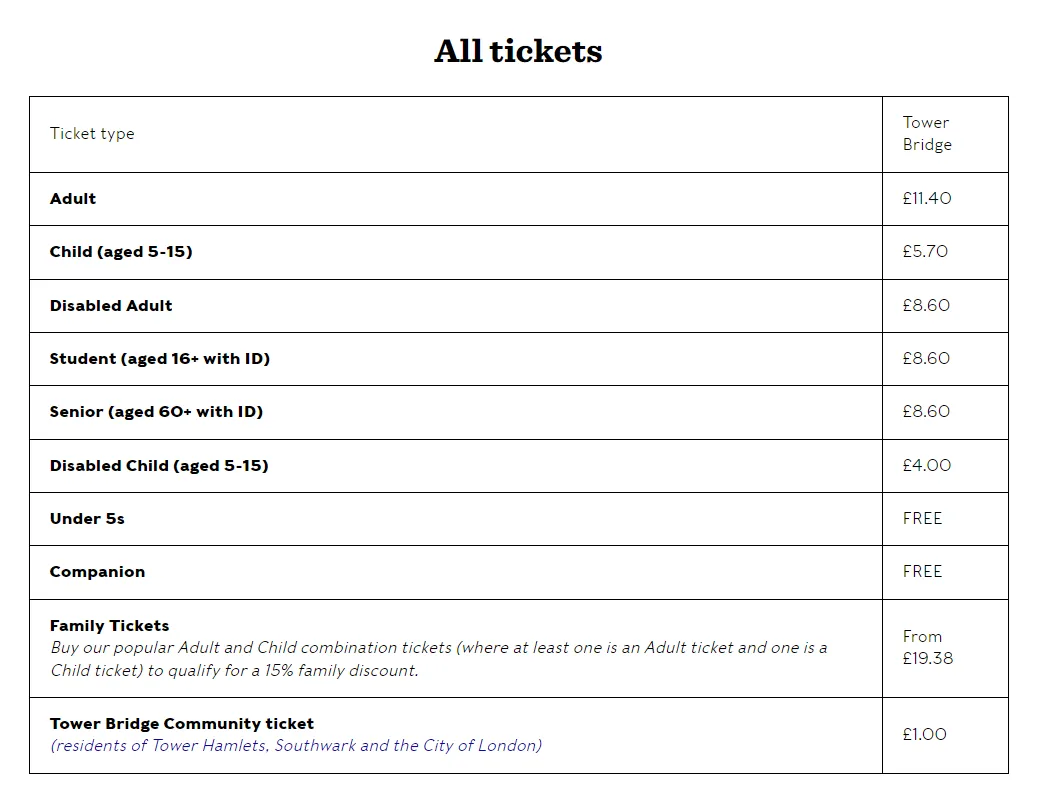 All tickets
Ticket type
Tower
Bridge
Adult
£11.40
Child (aged 5-15)
£5.70
Disabled Adult
£8.60
Student (aged 16+ with ID)
£8.60
Senior (aged 60+ with ID)
£8.60
Disabled Child (aged 5-15)
£4.00
Under 5s
FREE
Companion
FREE
Family Tickets
Buy our popular Adult and Child combination tickets (where at least one is an Adult ticket and one is a
Child ticket) to qualify for a 15% family discount.
From
£19.38
Tower Bridge Community ticket
(residents of Tower Hamlets, Southwark and the City of London)
£1.00